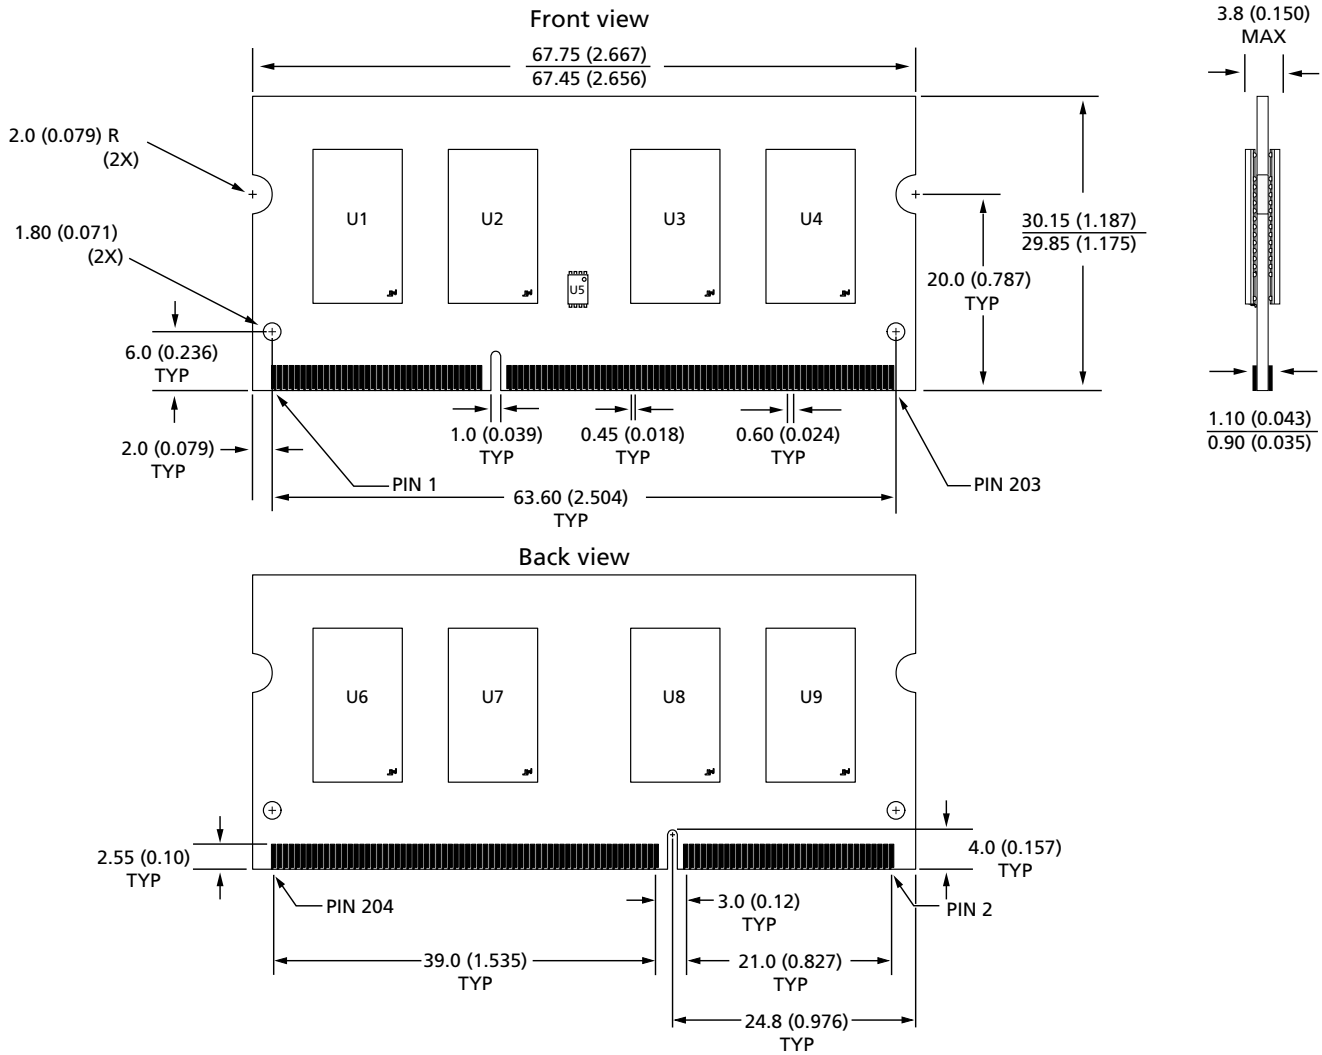 Front view
3.8 (0.150)
MAX
67.75 (2.667)
67.45 (2.656)
2.0 (0.079) R
(2X)
U1
U2
U3
U4
1.80 (0.071)
(2X)
30.15 (1.187)
29.85 (1.175)
20.0 (0.787)
TYP
U5
6.0 (0.236)
TYP
1.0 (0.039)
TYP
0.45 (0.018)
TYP
0.60 (0.024)
TYP
1.10 (0.043)
0.90 (0.035)
2.0 (0.079)
TYP
PIN 1
PIN 203
63.60 (2.504)
TYP
Back view
U6
U7
U8
U9
2.55 (0.10)
TYP
4.0 (0.157)
TYP
PIN 204
3.0 (0.12)
TYP
PIN 2
39.0 (1.535)
TYP
21.0 (0.827)
TYP
24.8 (0.976)
TYP